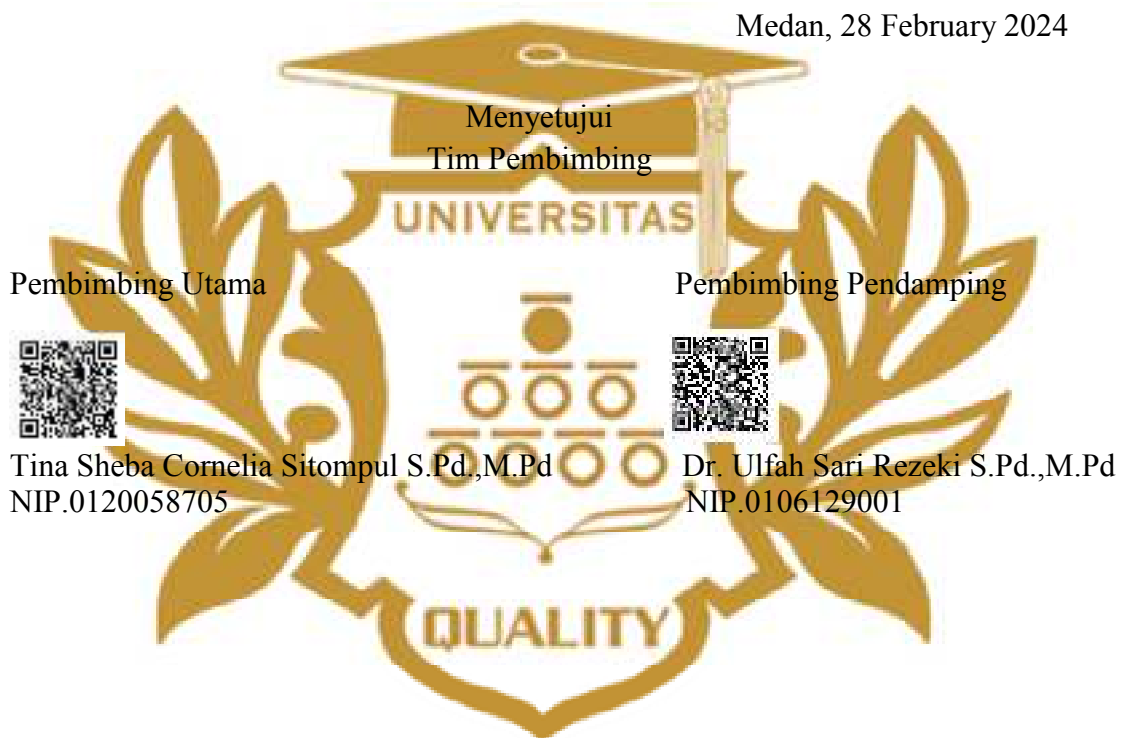 Medan, 28 February 2024
Menyetujui
Tim Pembimbing
UNIVERSITAS
Pembimbing Utama Pembimbing Pendamping
Tina Sheba Cornelia Sitompul S.Pd.,M.Pd Dr. Ulfah Sari Rezeki S.Pd.,M.Pd
NIP.0120058705 NIP.0106129001
QUALITY